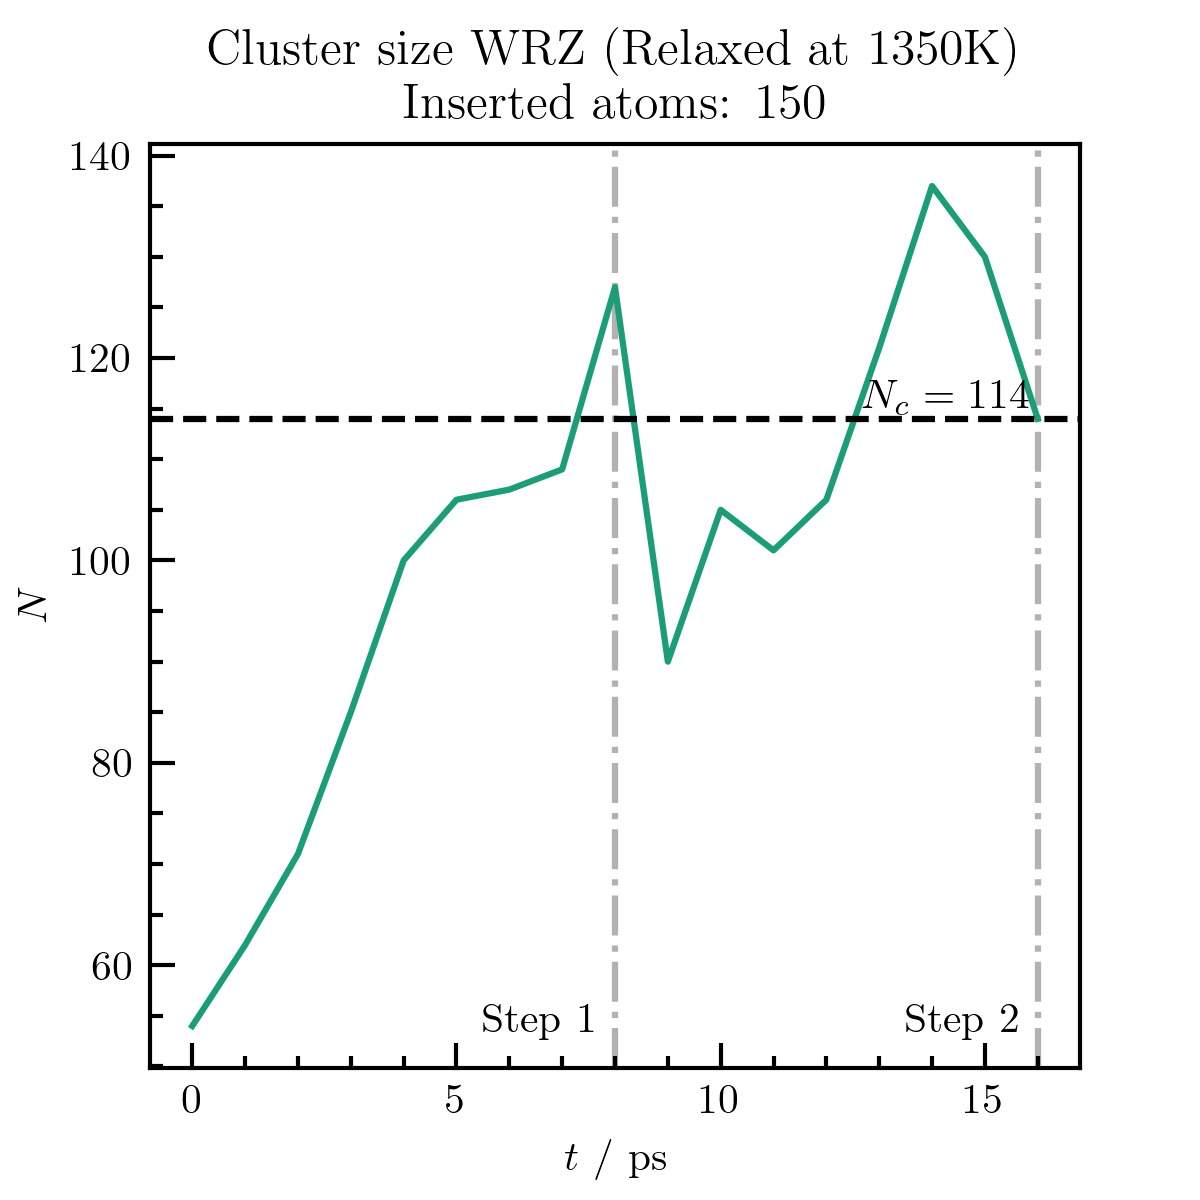 Cluster size WRZ (Relaxed at 1350K)
Inserted atoms: 150
140
120
100
80
60
N
N_c = 114
Step 1
Step 2
0 5 10 15
t / ps